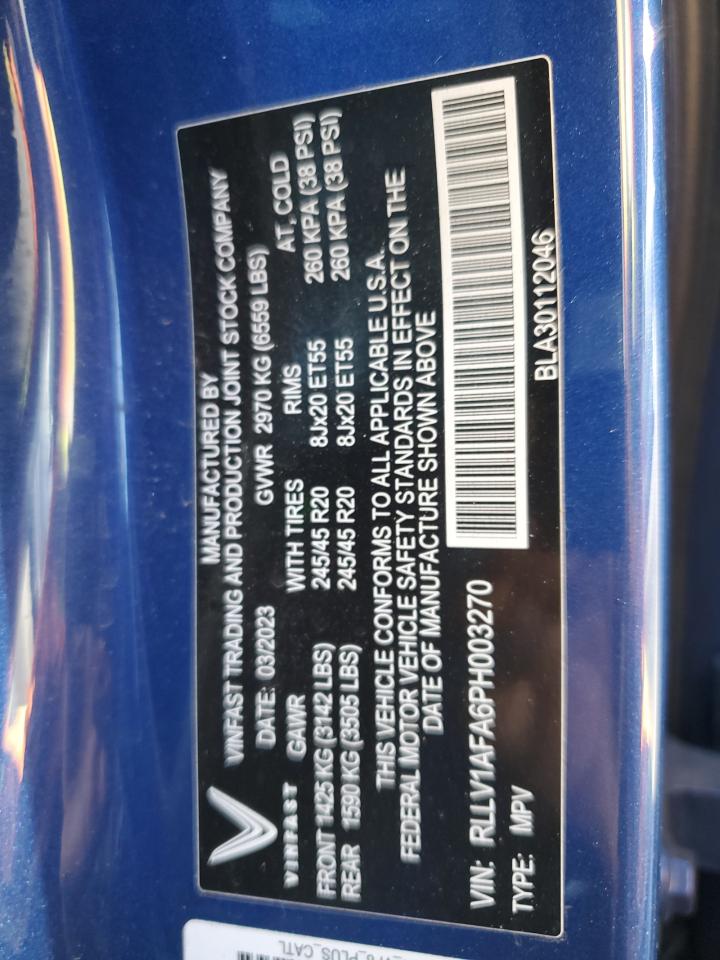 MANUFACTURED BY
VINFAST TRADING AND PRODUCTION JOINT STOCK COMPANY
DATE: 03/2023 GVWR 2970 KG (6559 LBS)
VINFAST
GAWR WITH TIRES RIMS AT, COLD
FRONT 1425 KG (3142 LBS) 245/45 R20 8Jx20 ET55 260 KPA (38 PSI)
REAR 1590 KG (3505 LBS) 245/45 R20 8Jx20 ET55 260 KPA (38 PSI)
THIS VEHICLE CONFORMS TO ALL APPLICABLE U.S.A.
FEDERAL MOTOR VEHICLE SAFETY STANDARDS IN EFFECT ON THE
DATE OF MANUFACTURE SHOWN ABOVE
VIN: RLLV1AFA6PH003270
TYPE: MPV
BLA30112046
PLUS_CATL